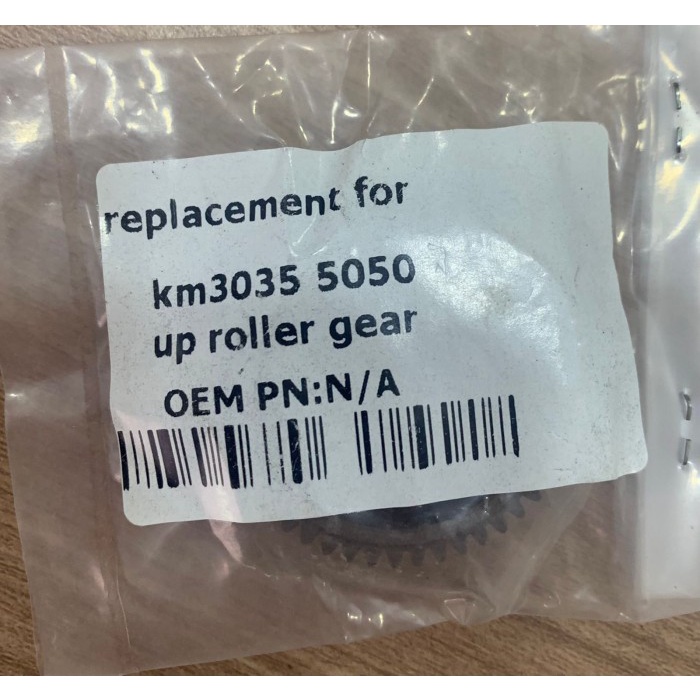 replacement for
km3035 5050
up roller gear
OEM PN:N/A